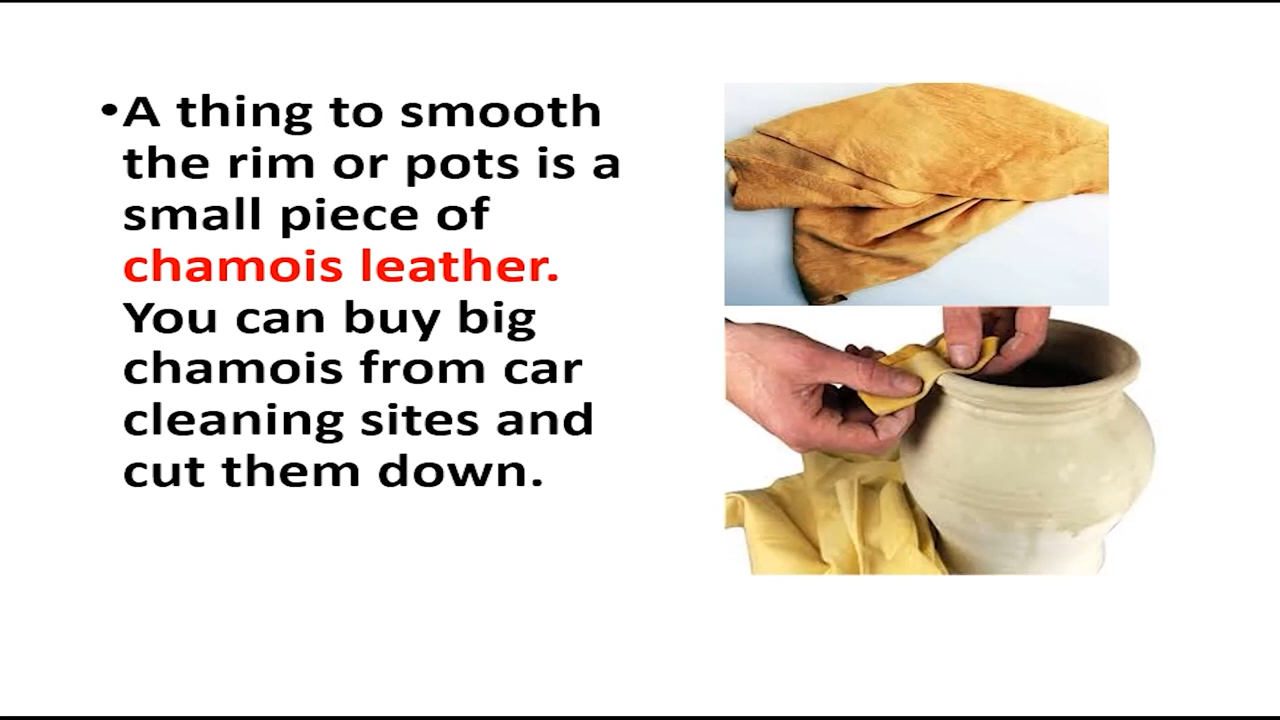 •A thing to smooth
the rim or pots is a
small piece of
chamois leather.
You can buy big
chamois from car
cleaning sites and
cut them down.